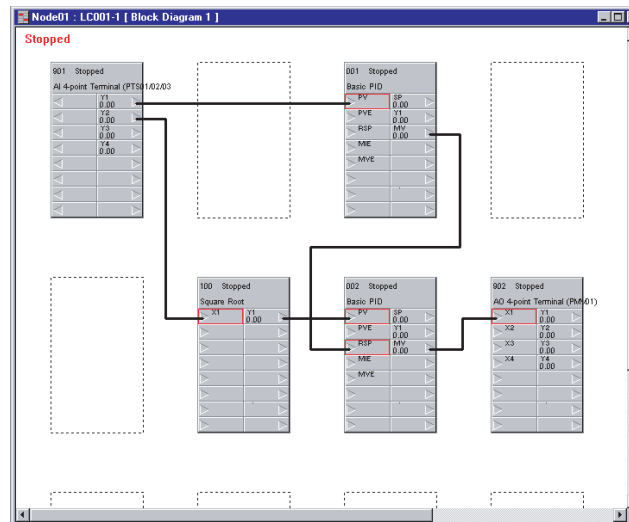 Node01 : LC001-1 [ Block Diagram 1 ]
Stopped
901 Stopped
AI 4-point Terminal (PTS01/02/03
Y1
0.00
Y2
0.00
Y3
0.00
Y4
0.00
001 Stopped
Basic PID
PV SP
0.00
PVE Y1
0.00
RSP MV
0.00
MIE
MVE
100 Stopped
Square Root
X1 Y1
0.00
002 Stopped
Basic PID
PV SP
0.00
PVE Y1
0.00
RSP MV
0.00
MIE
MVE
902 Stopped
AO 4-point Terminal (PMV01)
X1 Y1
0.00
X2 Y2
0.00
X3 Y3
0.00
X4 Y4
0.00